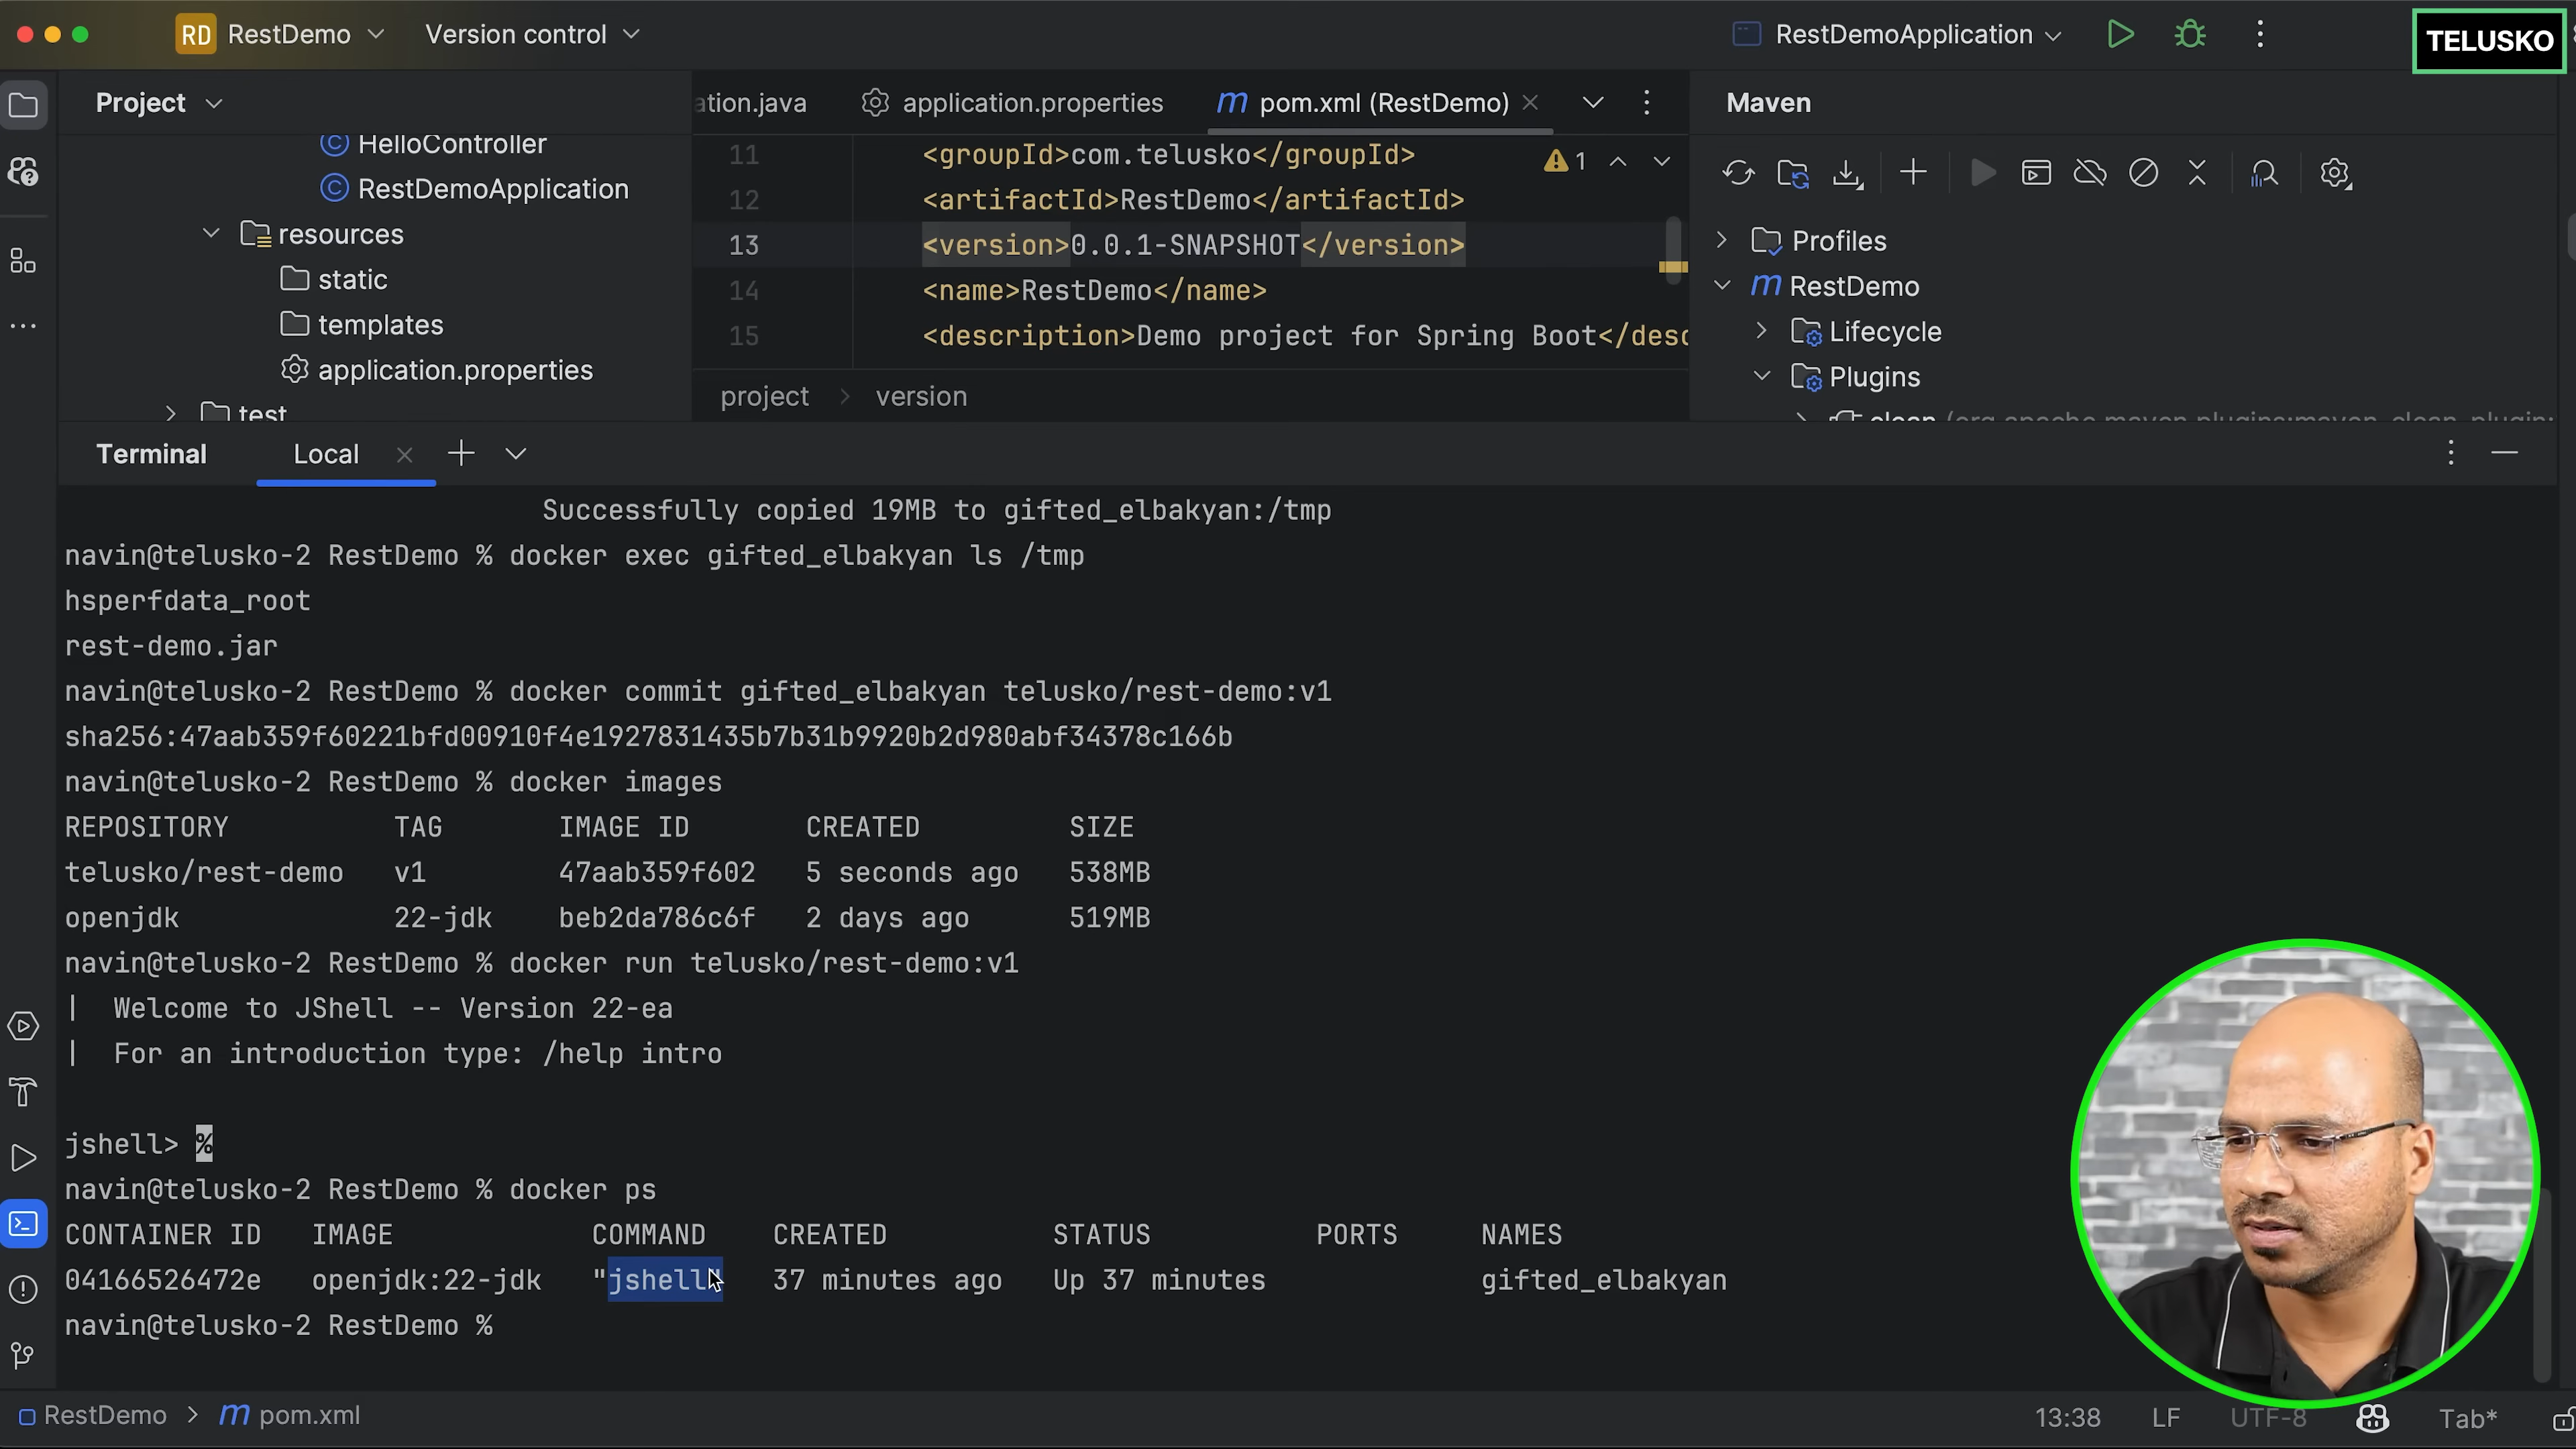 RD RestDemo Version control RestDemoApplication TELUSKO
Project
HelloController
RestDemoApplication
resources
static
templates
application.properties
test
ation.java application.properties m pom.xml (RestDemo)
11 <groupId>com.telusko</groupId> 1
12 <artifactId>RestDemo</artifactId>
13 <version>0.0.1-SNAPSHOT</version>
14 <name>RestDemo</name>
15 <description>Demo project for Spring Boot</desc
project > version
Maven
Profiles
m RestDemo
Lifecycle
Plugins
clean (org.apache.maven.plugins:maven-clean-plugin:
Terminal Local
Successfully copied 19MB to gifted_elbakyan:/tmp
navin@telusko-2 RestDemo % docker exec gifted_elbakyan ls /tmp
hsperfdata_root
rest-demo.jar
navin@telusko-2 RestDemo % docker commit gifted_elbakyan telusko/rest-demo:v1
sha256:47aab359f60221bfd00910f4e1927831435b7b31b9920b2d980abf34378c166b
navin@telusko-2 RestDemo % docker images
REPOSITORY TAG IMAGE ID CREATED SIZE
telusko/rest-demo v1 47aab359f602 5 seconds ago 538MB
openjdk 22-jdk beb2da786c6f 2 days ago 519MB
navin@telusko-2 RestDemo % docker run telusko/rest-demo:v1
| Welcome to JShell -- Version 22-ea
| For an introduction type: /help intro
jshell> %
navin@telusko-2 RestDemo % docker ps
CONTAINER ID IMAGE COMMAND CREATED STATUS PORTS NAMES
04166526472e openjdk:22-jdk "jshell" 37 minutes ago Up 37 minutes gifted_elbakyan
navin@telusko-2 RestDemo %
RestDemo > m pom.xml 13:38 LF UTF-8 Tab*